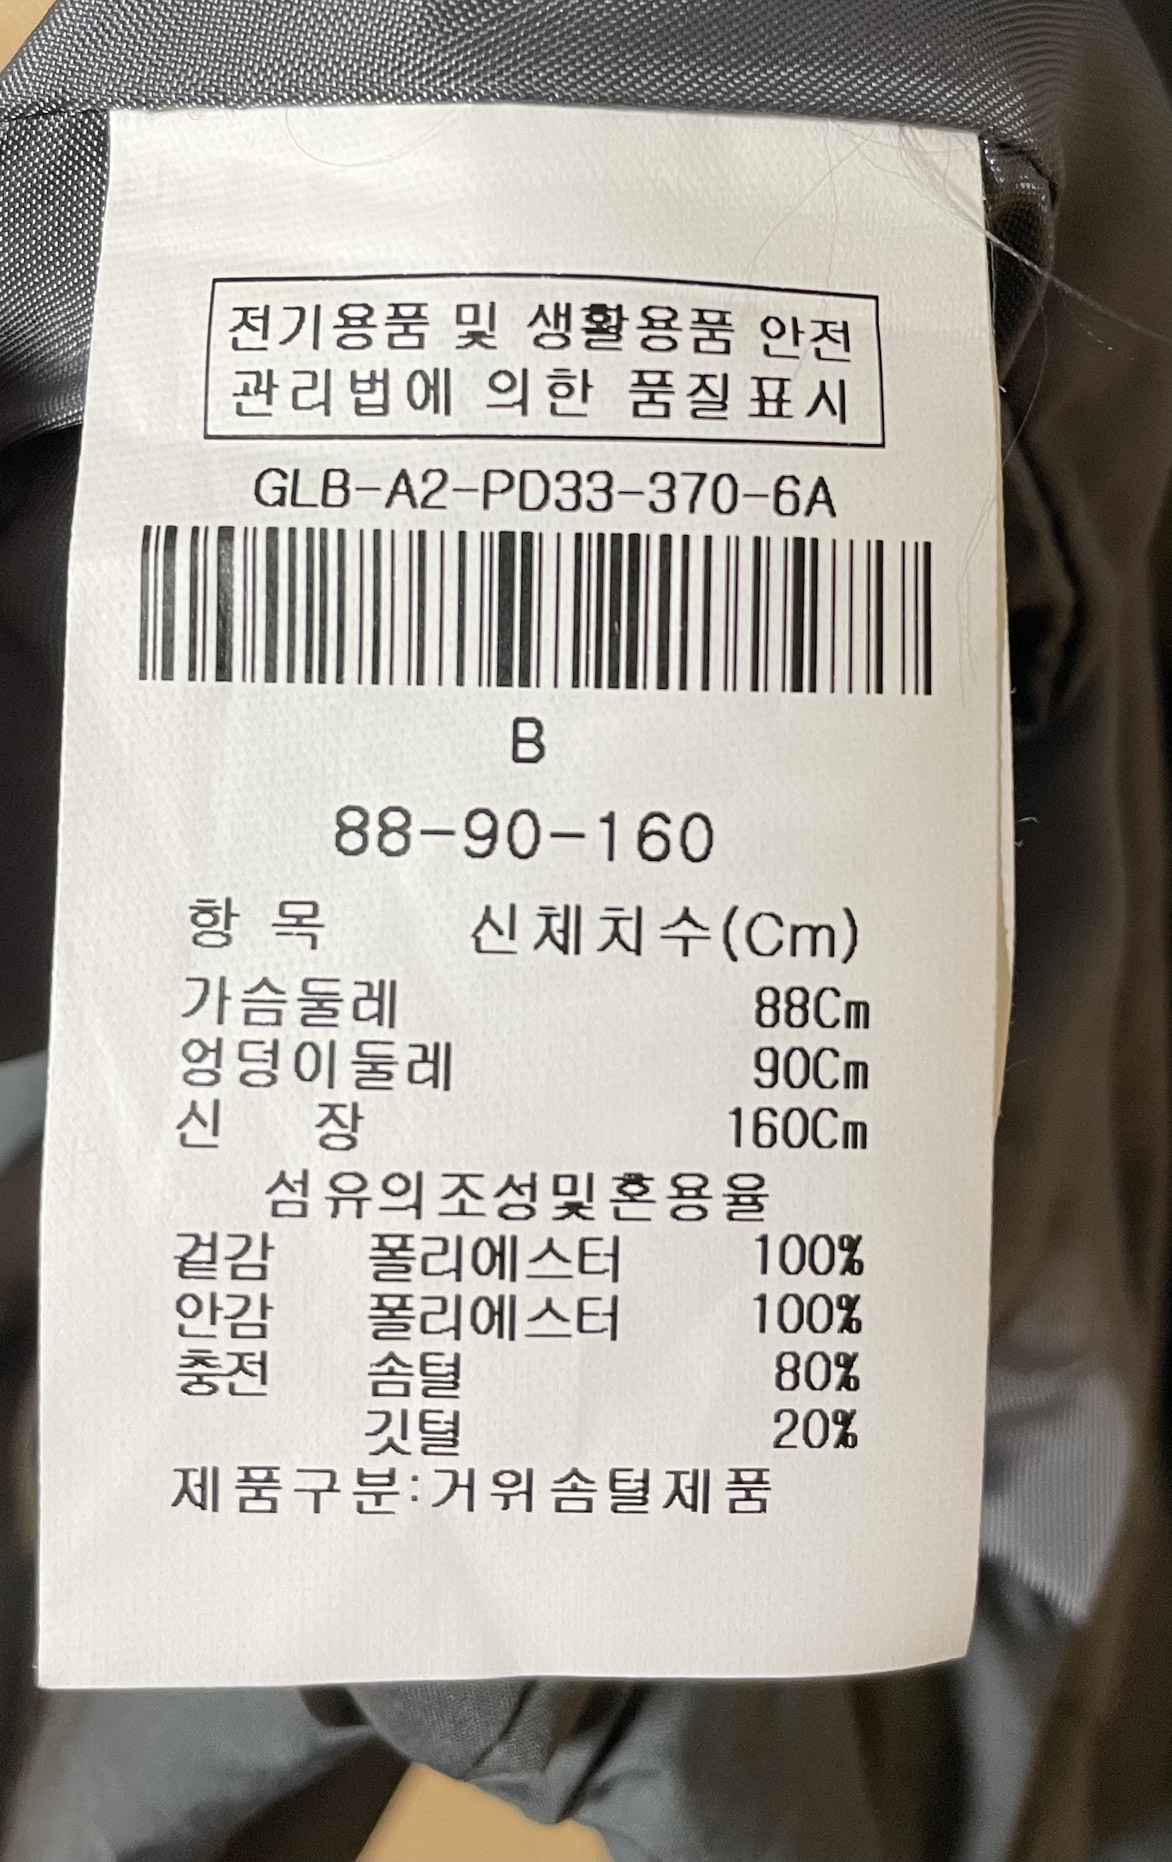 전기용품 및 생활용품 안전
관리법에 의한 품질표시
GLB-A2-PD33-370-6A
B
88-90-160
항 목 신체치수(Cm)
가슴둘레 88Cm
엉덩이둘레 90Cm
신 장 160Cm
섬유의조성및혼용율
겉감 폴리에스터 100%
안감 폴리에스터 100%
충전 솜털 80%
깃털 20%
제품구분:거위솜털제품